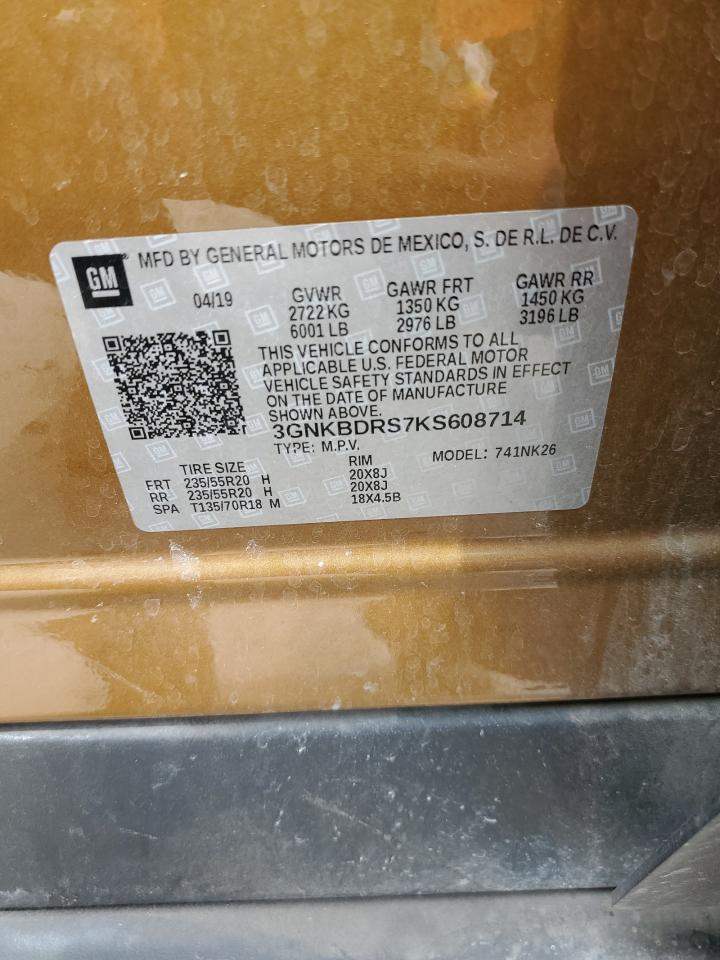 GM
MFD BY GENERAL MOTORS DE MEXICO, S. DE R.L. DE C.V.
04/19 GVWR GAWR FRT GAWR RR
2722 KG 1350 KG 1450 KG
6001 LB 2976 LB 3196 LB
THIS VEHICLE CONFORMS TO ALL
APPLICABLE U.S. FEDERAL MOTOR
VEHICLE SAFETY STANDARDS IN EFFECT
ON THE DATE OF MANUFACTURE
SHOWN ABOVE.
3GNKBDRS7KS608714
TYPE: M.P.V. MODEL: 741NK26
TIRE SIZE RIM
FRT 235/55R20 H 20X8J
RR 235/55R20 H 20X8J
SPA T135/70R18 M 18X4.5B